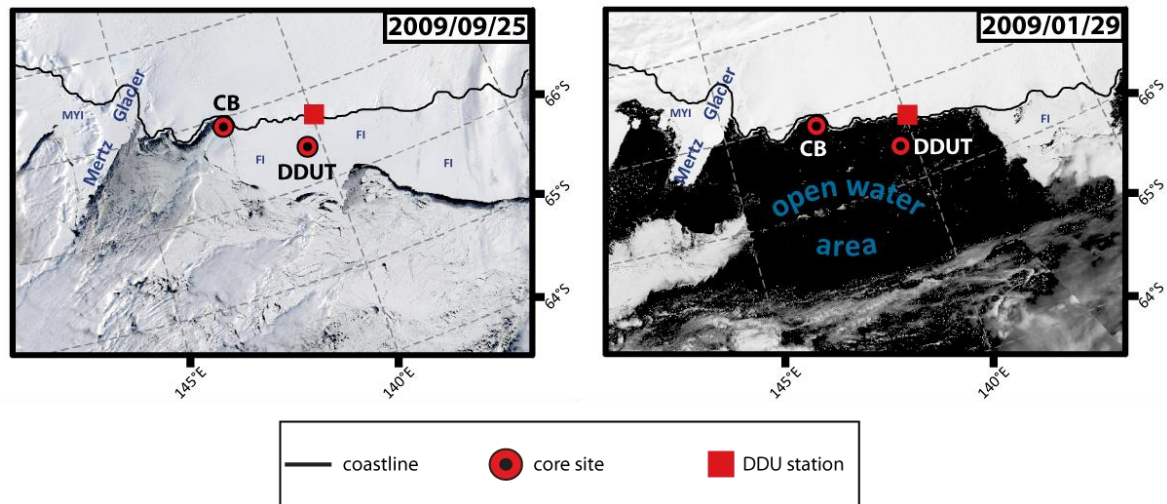 2009/09/25
MYI
Glacier
Mertz
CB
FI
DDUT
FI
FI
66°S
65°S
64°S
145°E
140°E
2009/01/29
MYI
Glacier
Mertz
CB
DDUT
FI
open water
area
66°S
65°S
64°S
145°E
140°E
coastline
core site
DDU station